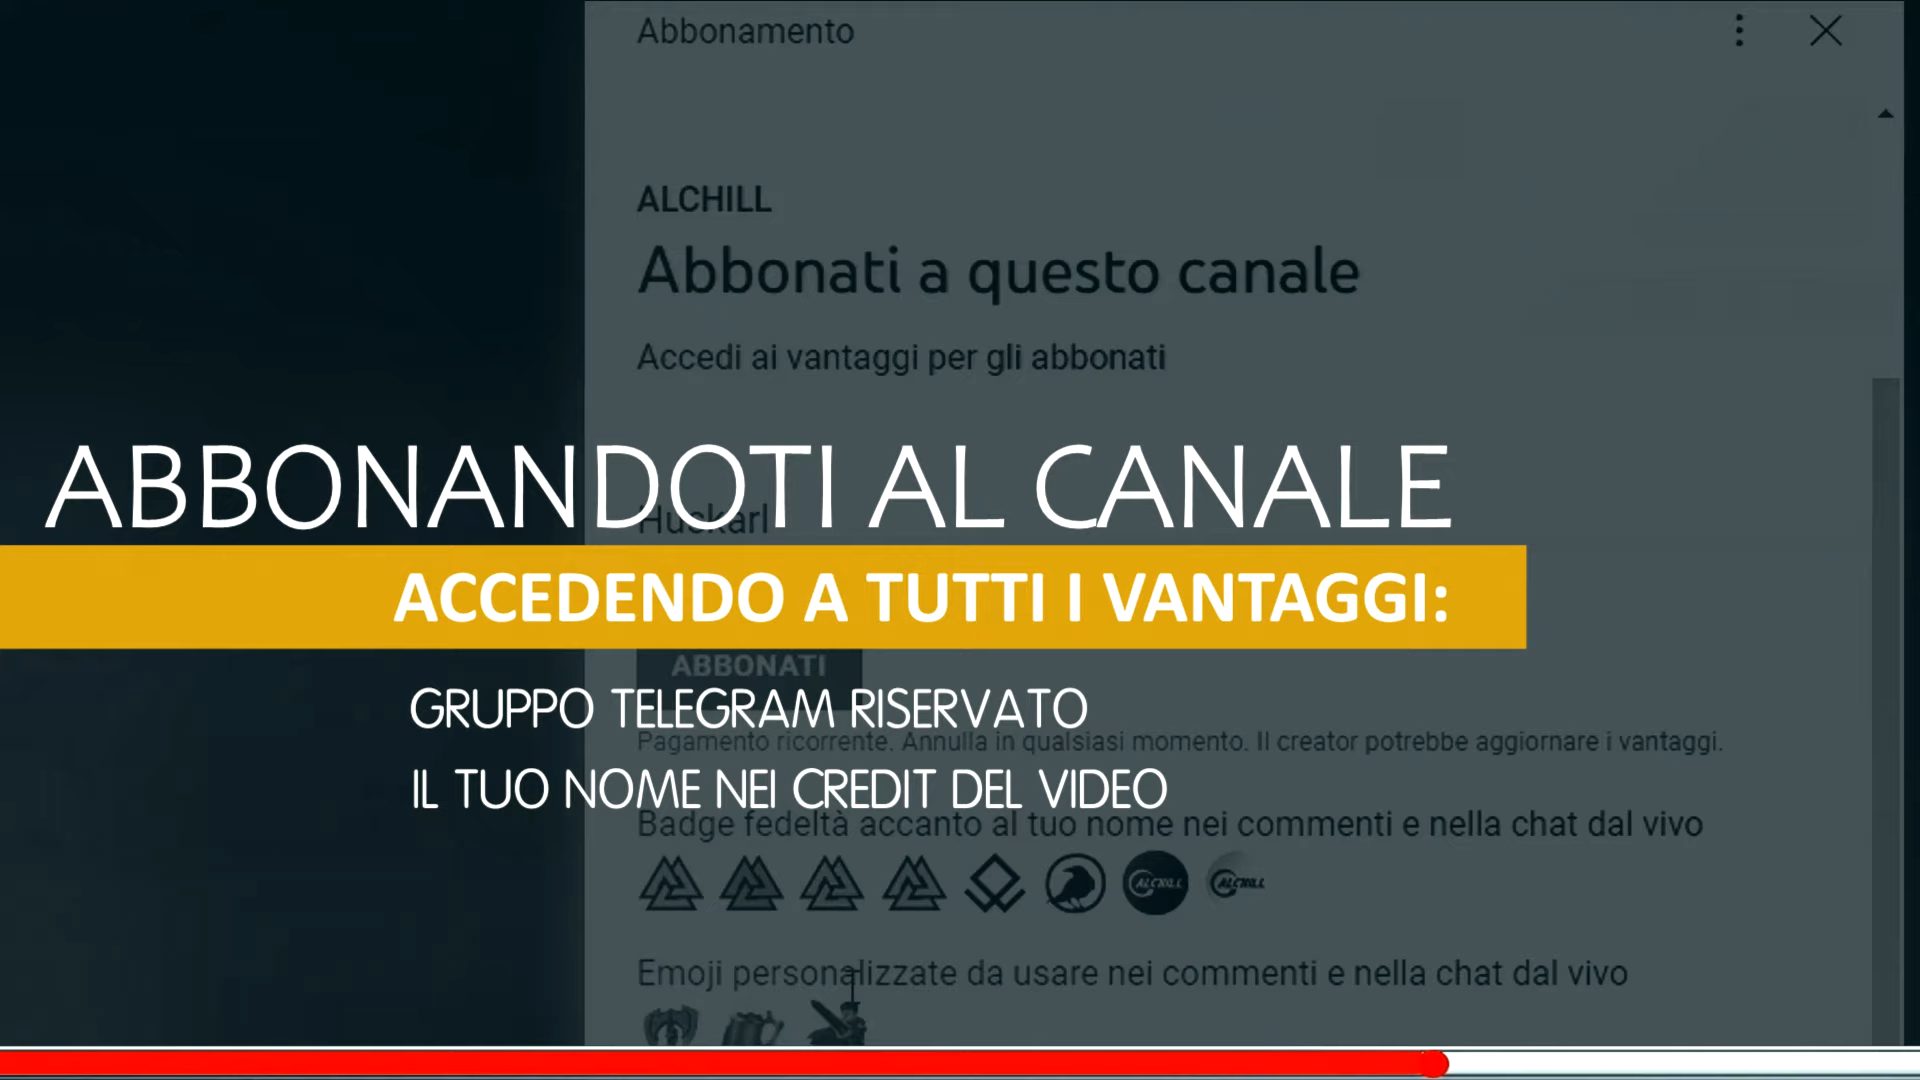 Abbonamento
ALCHILL
Abbonati a questo canale
Accedi ai vantaggi per gli abbonati
ABBONANDOTI AL CANALE
Huckarl
ACCEDENDO A TUTTI I VANTAGGI:
ABBONATI
GRUPPO TELEGRAM RISERVATO
Pagamento ricorrente. Annulla in qualsiasi momento. Il creator potrebbe aggiornare i vantaggi.
IL TUO NOME NEI CREDIT DEL VIDEO
Badge fedeltà accanto al tuo nome nei commenti e nella chat dal vivo
ALCHILL ALCHILL
Emoji personalizzate da usare nei commenti e nella chat dal vivo